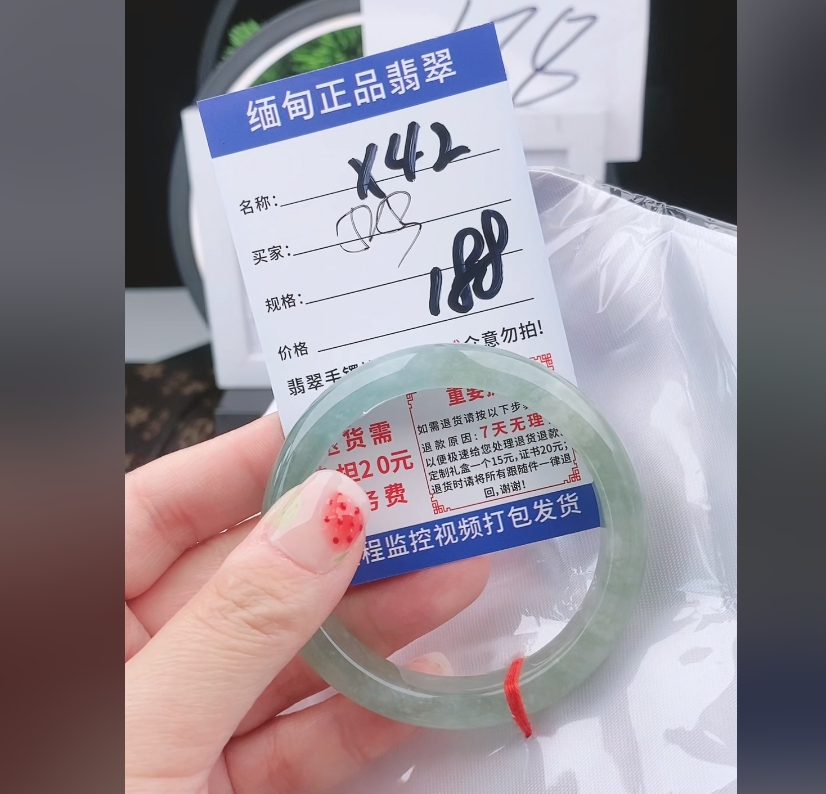 178
缅甸正品翡翠
名称: X42
买家:
规格: 188
价格
翡翠手镯 介意勿拍!
重要
退货需
担20元
务费
如需退货请按以下步
退款原因:7天无理
以便极速给您处理退货退款
定制礼盒一个15元,证书20元;
退货时请将所有跟随件一律退
回,谢谢!
程监控视频打包发货